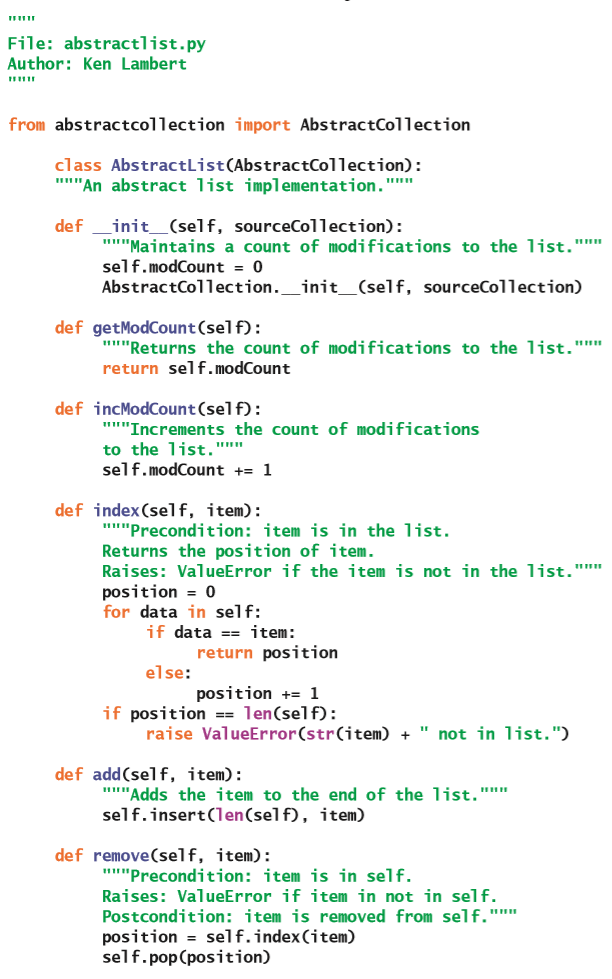 """
File: abstractlist.py
Author: Ken Lambert
"""
from abstractcollection import AbstractCollection
class AbstractList(AbstractCollection):
"""An abstract list implementation."""
def __init__(self, sourceCollection):
"""Maintains a count of modifications to the list."""
self.modCount = 0
AbstractCollection.__init__(self, sourceCollection)
def getModCount(self):
"""Returns the count of modifications to the list."""
return self.modCount
def incModCount(self):
"""Increments the count of modifications
to the list."""
self.modCount += 1
def index(self, item):
"""Precondition: item is in the list.
Returns the position of item.
Raises: ValueError if the item is not in the list."""
position = 0
for data in self:
if data == item:
return position
else:
position += 1
if position == len(self):
raise ValueError(str(item) + " not in list.")
def add(self, item):
"""Adds the item to the end of the list."""
self.insert(len(self), item)
def remove(self, item):
"""Precondition: item is in self.
Raises: ValueError if item in not in self.
Postcondition: item is removed from self."""
position = self.index(item)
self.pop(position)